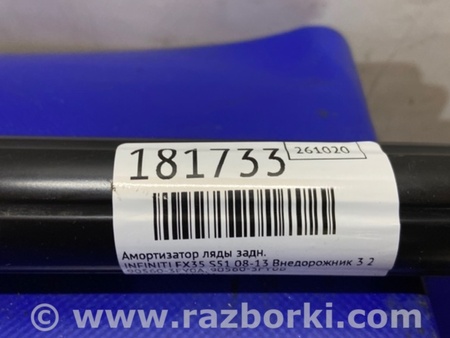 181733
261020
Амортизатор ляды задн.
INFINITI FX35 S51 08-13 Внедорожник 3 2
www.razborki.com